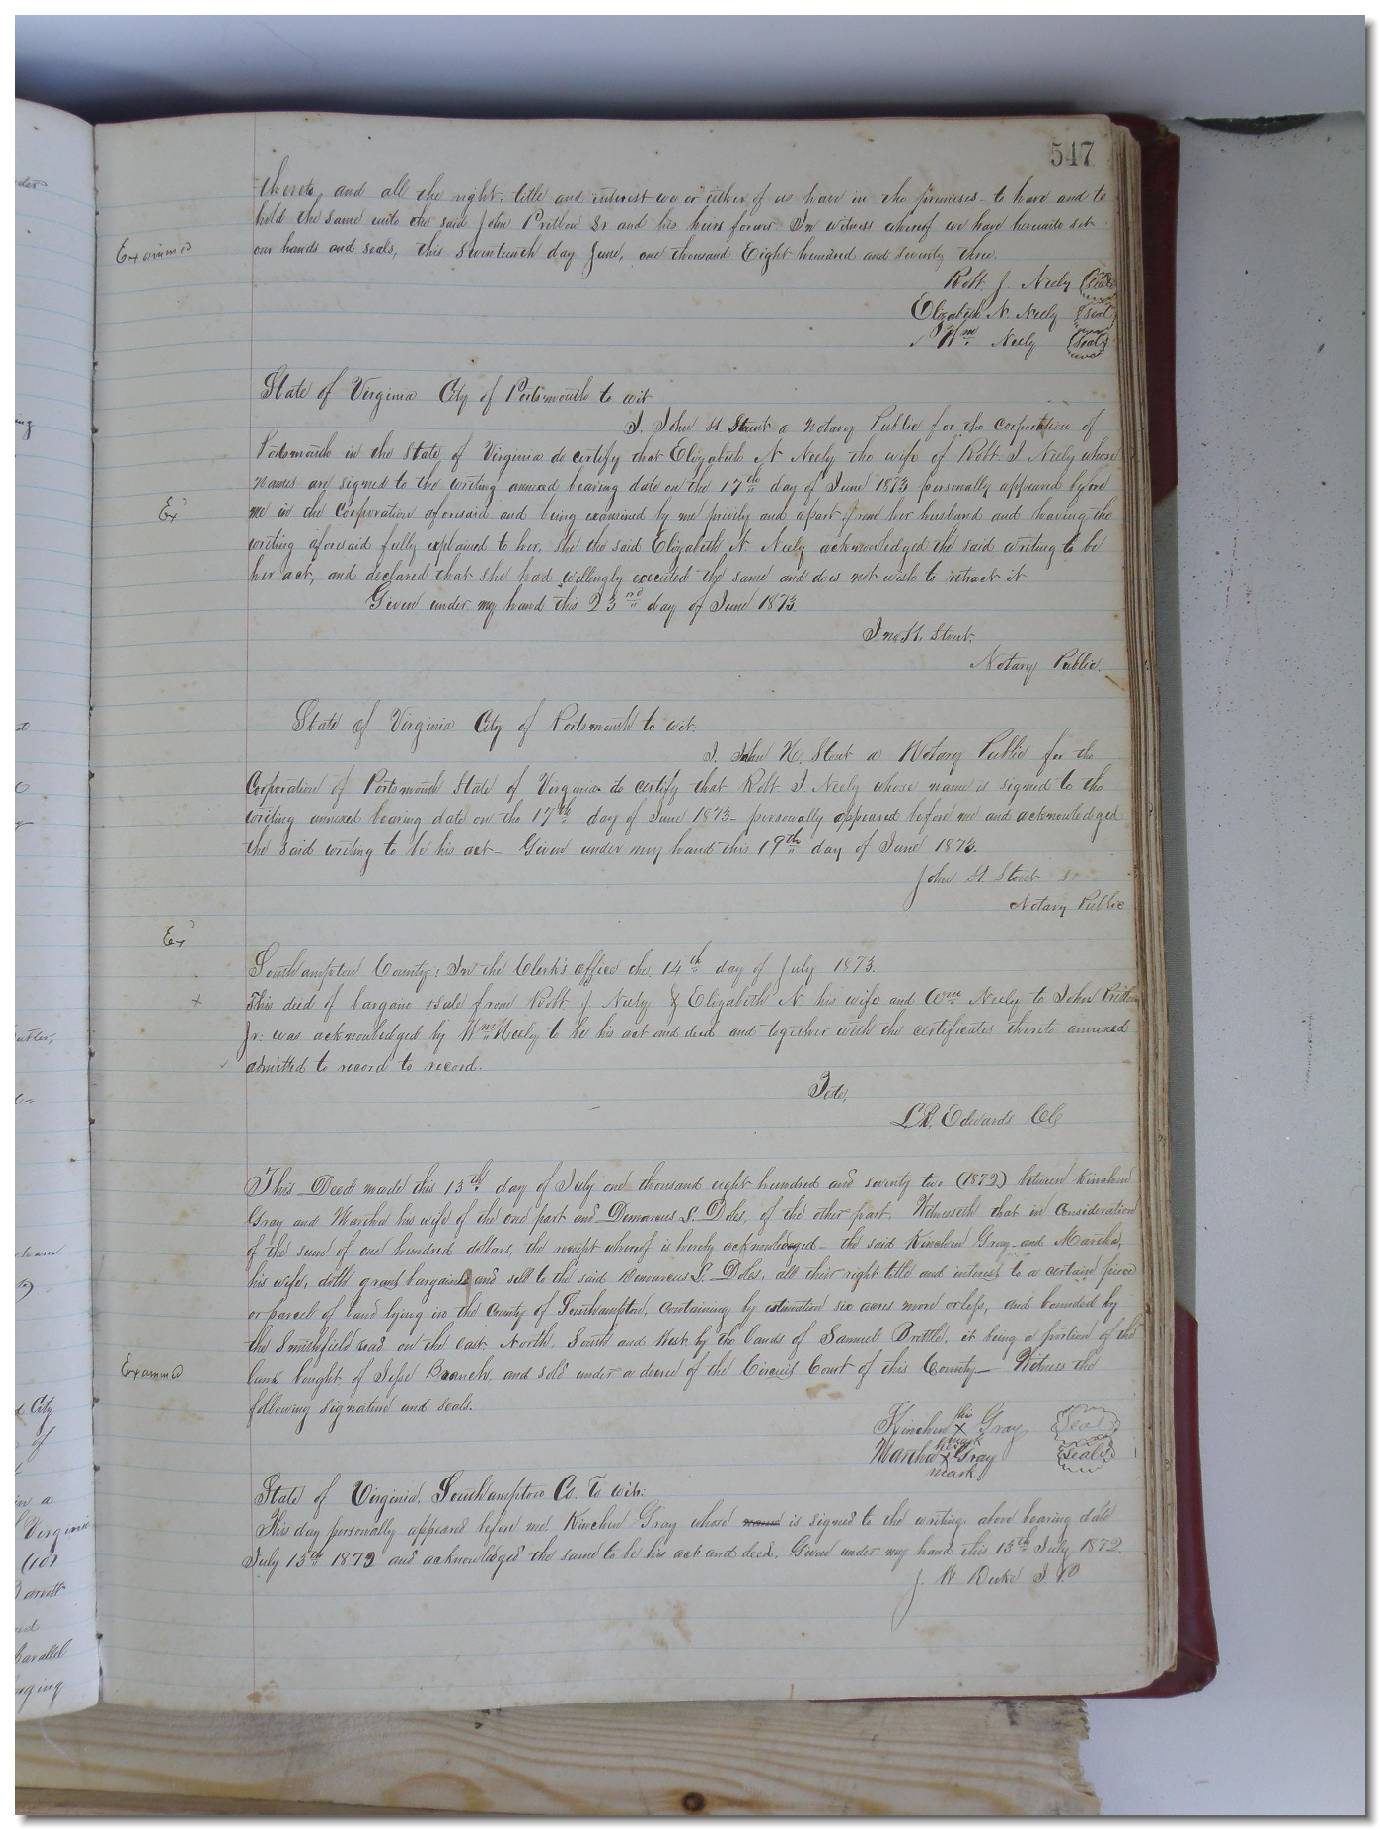 547
thereto, and all the right, title and interest we or either of us have in the premises - to have and to
hold the same unto the said John Pretlow Jr and his heirs forever In witness whereof we have hereunto set
Examined
our hands and seals, this Seventeenth day June, one thousand Eight hundred and seventy three.
Robt. J. Neely (Seal)
Elizabeth N. Neely (Seal)
Wm Neely (Seal)
State of Virginia City of Portsmouth to wit
I. John H. Stout a Notary Public for the corporation of
Portsmouth in the State of Virginia do certify that Elizabeth N Neely the wife of Robt J Neely whose
names are signed to the writing annexed bearing date on the 17th day of June 1873 personally appeared before
Ex
me in the Corporation aforesaid and being examined by me privily and apart from her husband and having the
writing aforesaid fully explained to her, she the said Elizabeth N. Neely acknowledged the said writing to be
her act, and declared that she had willingly executed the same and does not wish to retract it
Given under my hand this 23nd day of June 1873
Jno H. Stout.
Notary Public.
State of Virginia City of Portsmouth to wit.
I. John H. Stout a Notary Public for the
Corporation of Portsmouth State of Virginia do certify that Robt J. Neely whose name is signed to the
writing annexed bearing date on the 17th day of June 1873 - personally appeared before me and acknowledged
the said writing to be his act - Given under my hand this 19th day of June 1873.
John H Stout
Notary Public
Ex
Southampton County: In the Clerk's office the 14th day of July 1873.
This deed of bargain & sale from Robt J Neely & Elizabeth N his wife and Wm Neely to John Pretlow
Jr: was acknowledged by Wm Neely to be his act and deed and together with the certificates thereto annexed
admitted to record to record.
Teste,
L.R. Edwards CC
This Deed made this 13th day of July one thousand eight hundred and seventy two (1872) between Kinchen
Gray and Martha his wife of the one part and Demarcus S. Doles, of the other part. Witnesseth that in consideration
of the sum of one hundred dollars, the receipt whereof is hereby acknowledged - the said Kinchen Gray and Martha,
his wife, doth grant bargain and sell to the said Demarcus S. Doles, all their right title and interest to a certain piece
or parcel of land lying in the County of Southampton, containing by estimation six acres more or less, and bounded by
the Smithfield road on the east, North, South and West by the lands of Samuel Brittle, it being a portion of the
Examined
land bought of Jesse Branch, and sold under a decree of the Circuit Court of this County - Witness the
following signature and seals.
Kinchen his X mark Gray (Seal)
Martha her X mark Gray (Seal)
State of Virginia, Southampton Co. To wit:
This day personally appeared before me Kinchen Gray whose name is signed to the writing above bearing date
July 13th 1872 and acknowledged the same to be his act and deed. Given under my hand this 13th July 1872
J. H Duke J. P